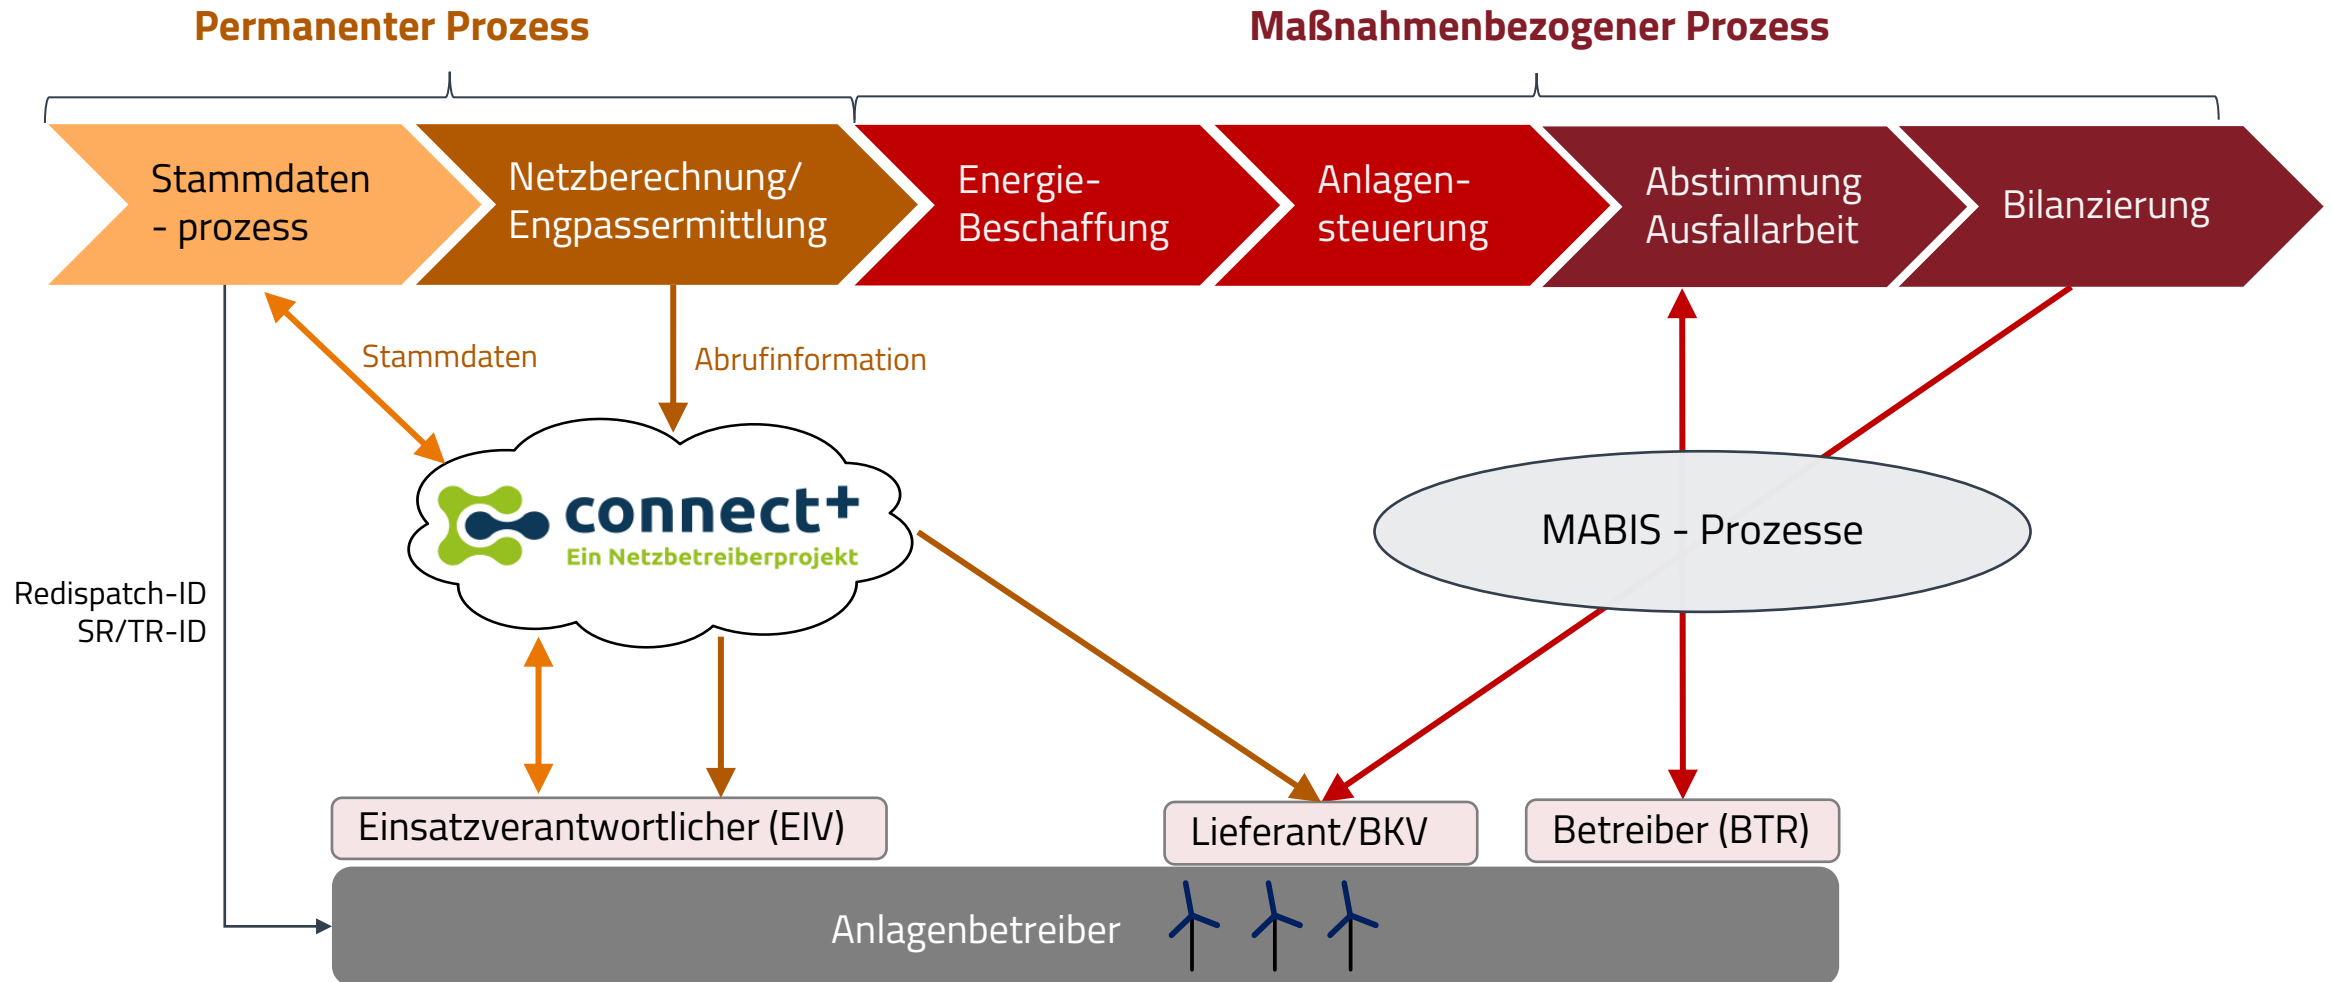 Permanenter Prozess
Maßnahmenbezogener Prozess
Stammdaten
- prozess
Netzberechnung/
Engpassermittlung
Energie-
Beschaffung
Anlagen-
steuerung
Abstimmung
Ausfallarbeit
Bilanzierung
Stammdaten
Abrufinformation
connect+
Ein Netzbetreiberprojekt
MABIS - Prozesse
Redispatch-ID
SR/TR-ID
Einsatzverantwortlicher (EIV)
Lieferant/BKV
Betreiber (BTR)
Anlagenbetreiber